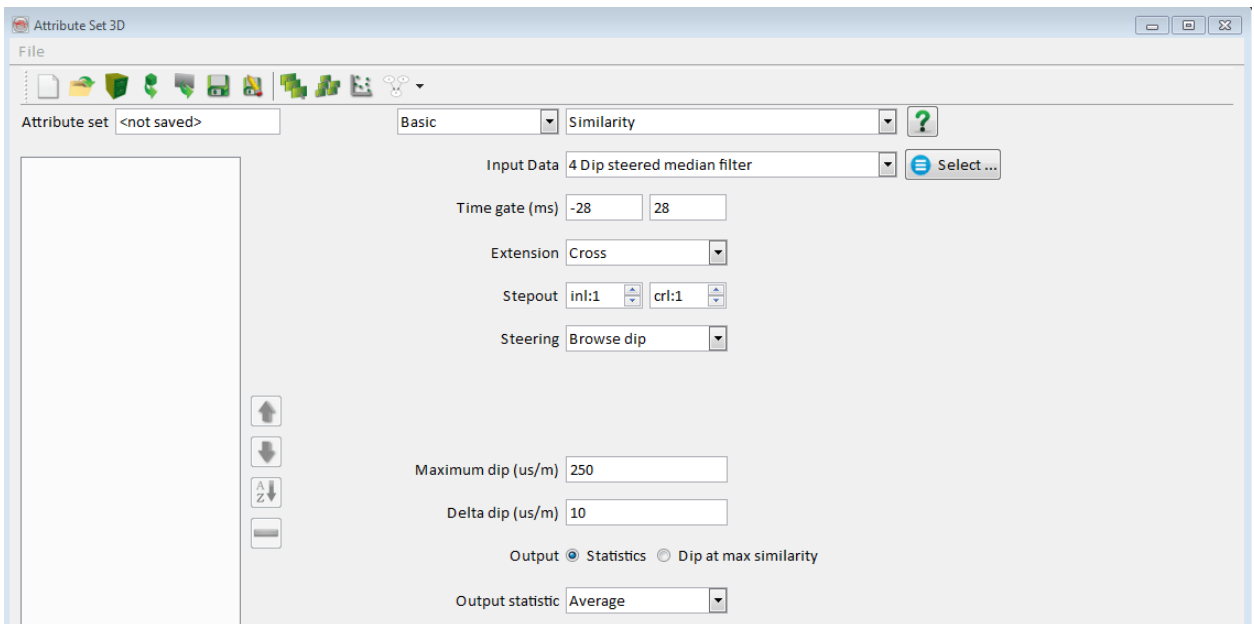 Attribute Set 3D
File
Attribute set <not saved> Basic Similarity ?
Input Data 4 Dip steered median filter Select ...
Time gate (ms) -28 28
Extension Cross
Stepout inl:1 crl:1
Steering Browse dip
A
Z
Maximum dip (us/m) 250
Delta dip (us/m) 10
Output Statistics Dip at max similarity
Output statistic Average